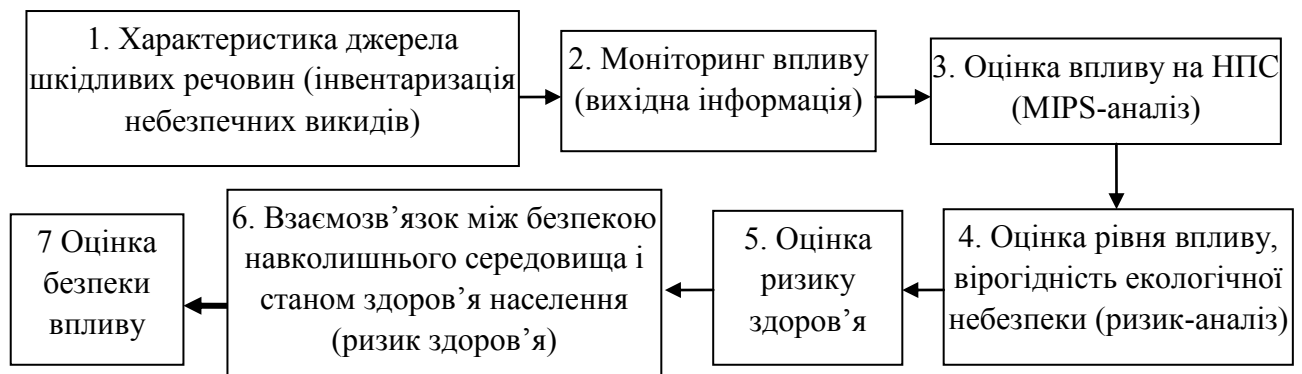 1. Характеристика джерела
шкідливих речовин (інвентаризація
небезпечних викидів)
2. Моніторинг впливу
(вихідна інформація)
3. Оцінка впливу на НПС
(MIPS-аналіз)
4. Оцінка рівня впливу,
вірогідність екологічної
небезпеки (ризик-аналіз)
5. Оцінка
ризику
здоров’я
6. Взаємозв’язок між безпекою
навколишнього середовища і
станом здоров’я населення
(ризик здоров’я)
7 Оцінка
безпеки
впливу